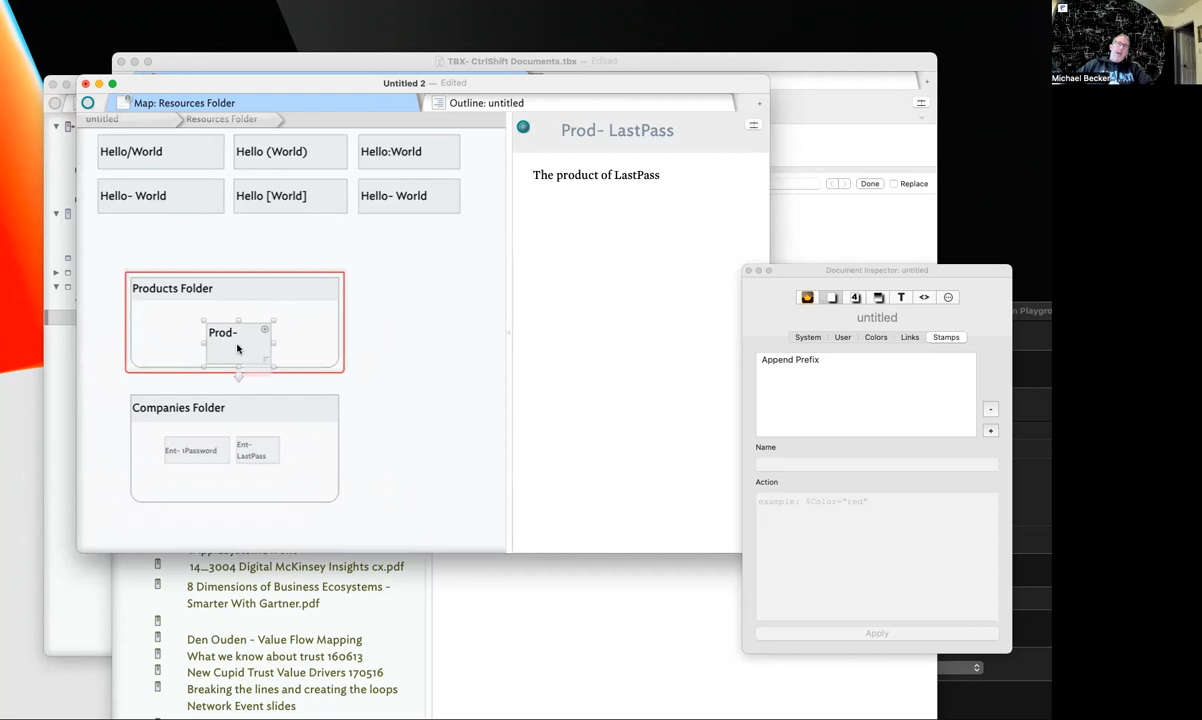 TBX- CtrlShift Documents.tbx — Edited
Untitled 2 — Edited
Map: Resources Folder
Outline: untitled
untitled
Resources Folder
Hello/World
Hello (World)
Hello:World
Hello- World
Hello [World]
Hello- World
Products Folder
Prod-
Companies Folder
Ent- 1Password
Ent-
LastPass
Prod- LastPass
The product of LastPass
Done
Replace
Document Inspector: untitled
untitled
System
User
Colors
Links
Stamps
Append Prefix
-
+
Name
Action
example: $Color="red"
Apply
n Playgroun
14_3004 Digital McKinsey Insights cx.pdf
8 Dimensions of Business Ecosystems -
Smarter With Gartner.pdf
Den Ouden - Value Flow Mapping
What we know about trust 160613
New Cupid Trust Value Drivers 170516
Breaking the lines and creating the loops
Network Event slides
Michael Becker